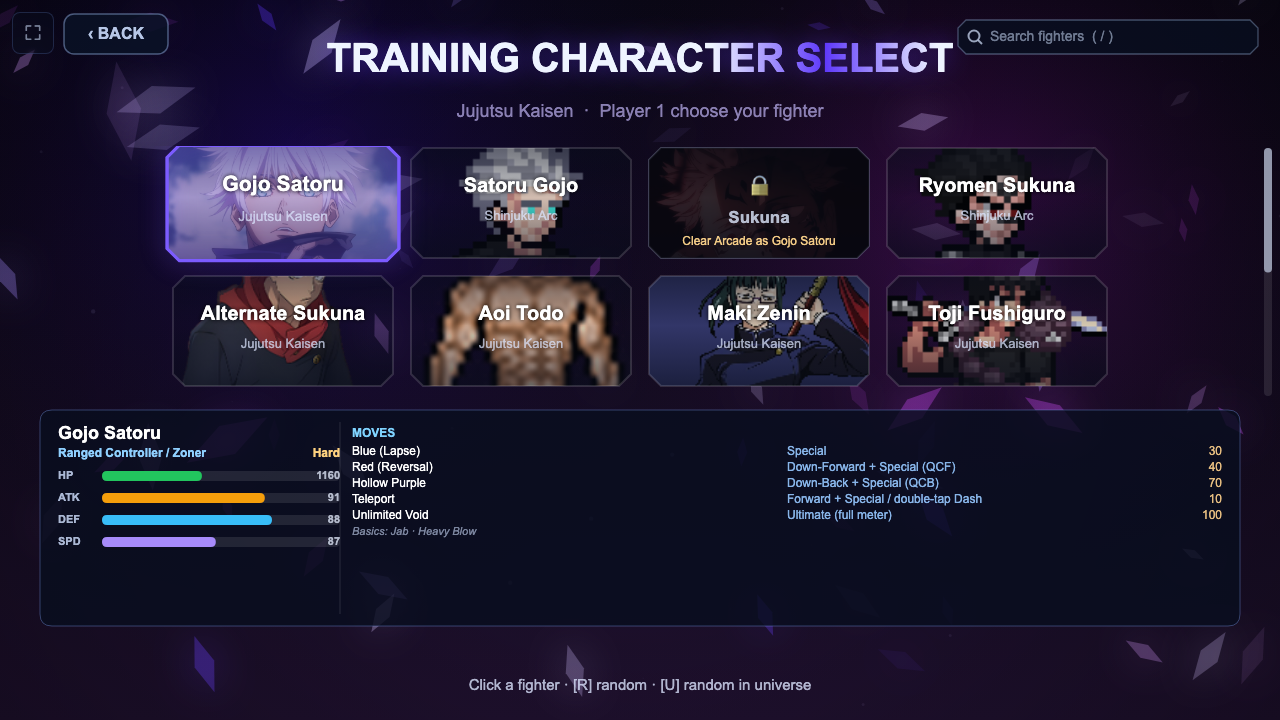 ‹ BACK
Search fighters ( / )
TRAINING CHARACTER SELECT
Jujutsu Kaisen · Player 1 choose your fighter
Gojo Satoru
Jujutsu Kaisen
Satoru Gojo
Shinjuku Arc
Sukuna
Clear Arcade as Gojo Satoru
Ryomen Sukuna
Shinjuku Arc
Alternate Sukuna
Jujutsu Kaisen
Aoi Todo
Jujutsu Kaisen
Maki Zenin
Jujutsu Kaisen
Toji Fushiguro
Jujutsu Kaisen
Gojo Satoru
Ranged Controller / Zoner Hard
HP 1160
ATK 91
DEF 88
SPD 87
MOVES
Blue (Lapse) Special 30
Red (Reversal) Down-Forward + Special (QCF) 40
Hollow Purple Down-Back + Special (QCB) 70
Teleport Forward + Special / double-tap Dash 10
Unlimited Void Ultimate (full meter) 100
Basics: Jab · Heavy Blow
Click a fighter · [R] random · [U] random in universe